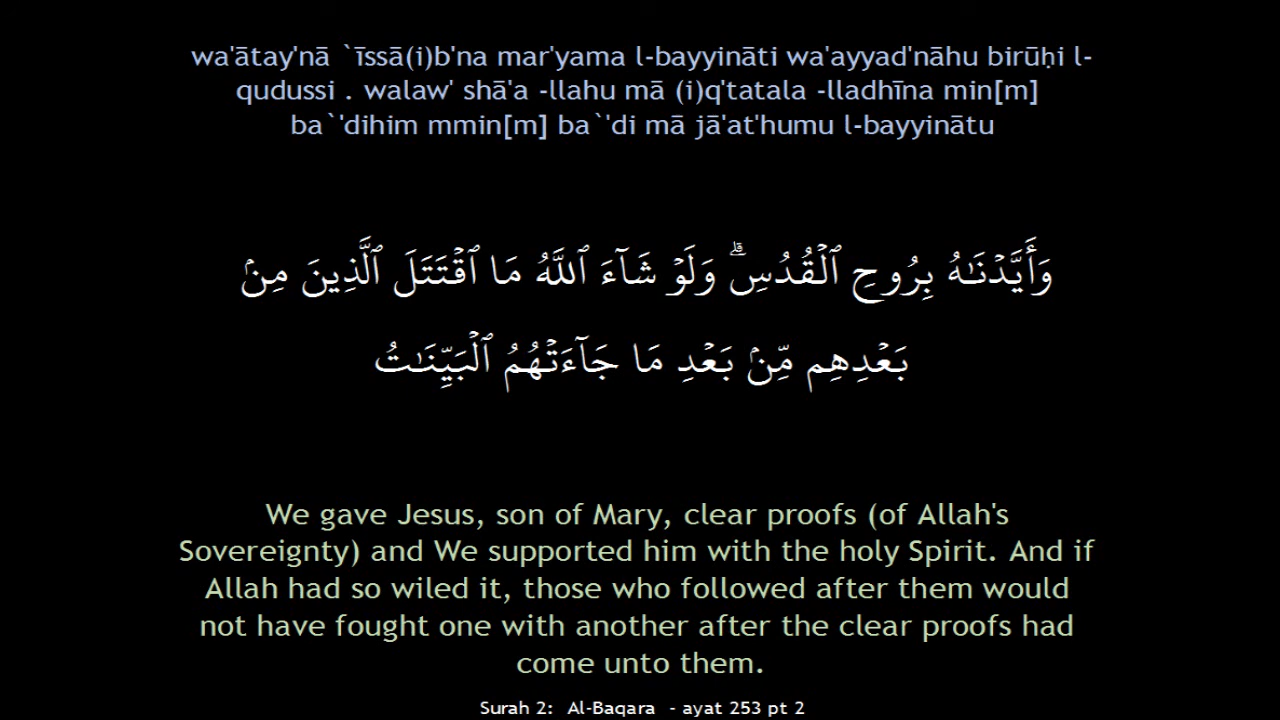 wa'ātay'nā `īssā(i)b'na mar'yama l-bayyināti wa'ayyad'nāhu birūḥi l-
qudussi . walaw' shā'a -llahu mā (i)q'tatala -lladhīna min[m]
ba`'dihim mmin[m] ba`'di mā jā'at'humu l-bayyinātu
وَأَيَّدْنَـٰهُ بِرُوحِ ٱلْقُدُسِ ۗ وَلَوْ شَآءَ ٱللَّهُ مَا ٱقْتَتَلَ ٱلَّذِينَ مِنۢ
بَعْدِهِم مِّنۢ بَعْدِ مَا جَآءَتْهُمُ ٱلْبَيِّنَـٰتُ
We gave Jesus, son of Mary, clear proofs (of Allah's
Sovereignty) and We supported him with the holy Spirit. And if
Allah had so wiled it, those who followed after them would
not have fought one with another after the clear proofs had
come unto them.
Surah 2: Al-Baqara - ayat 253 pt 2